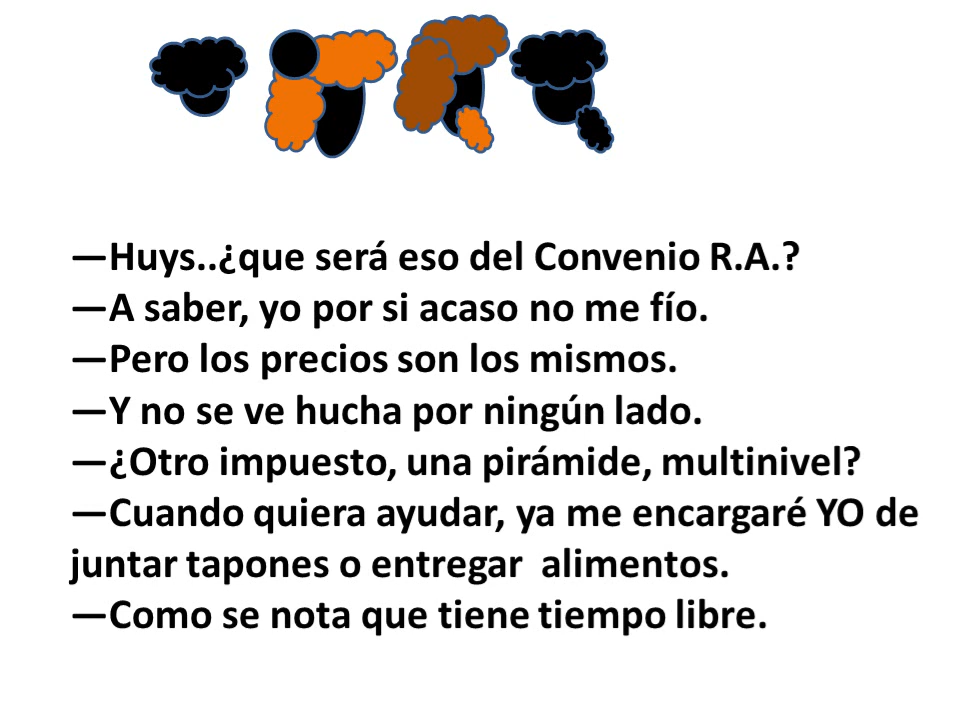 —Huys..¿que será eso del Convenio R.A.?
—A saber, yo por si acaso no me fío.
—Pero los precios son los mismos.
—Y no se ve hucha por ningún lado.
—¿Otro impuesto, una pirámide, multinivel?
—Cuando quiera ayudar, ya me encargaré YO de
juntar tapones o entregar  alimentos.
—Como se nota que tiene tiempo libre.